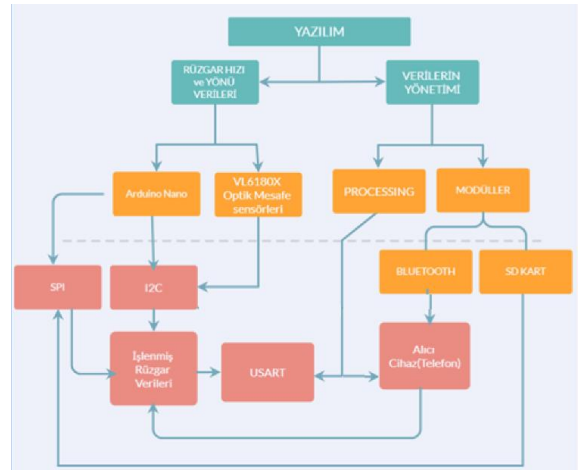 YAZILIM
RÜZGAR HIZI
ve YÖNÜ
VERİLERİ
VERİLERİN
YÖNETİMİ
Arduino Nano
VL6180X
Optik Mesafe
sensörleri
PROCESSING
MODÜLLER
SPI
I2C
BLUETOOTH
SD KART
İşlenmiş
Rüzgar
Verileri
USART
Alıcı
Cihaz(Telefon)